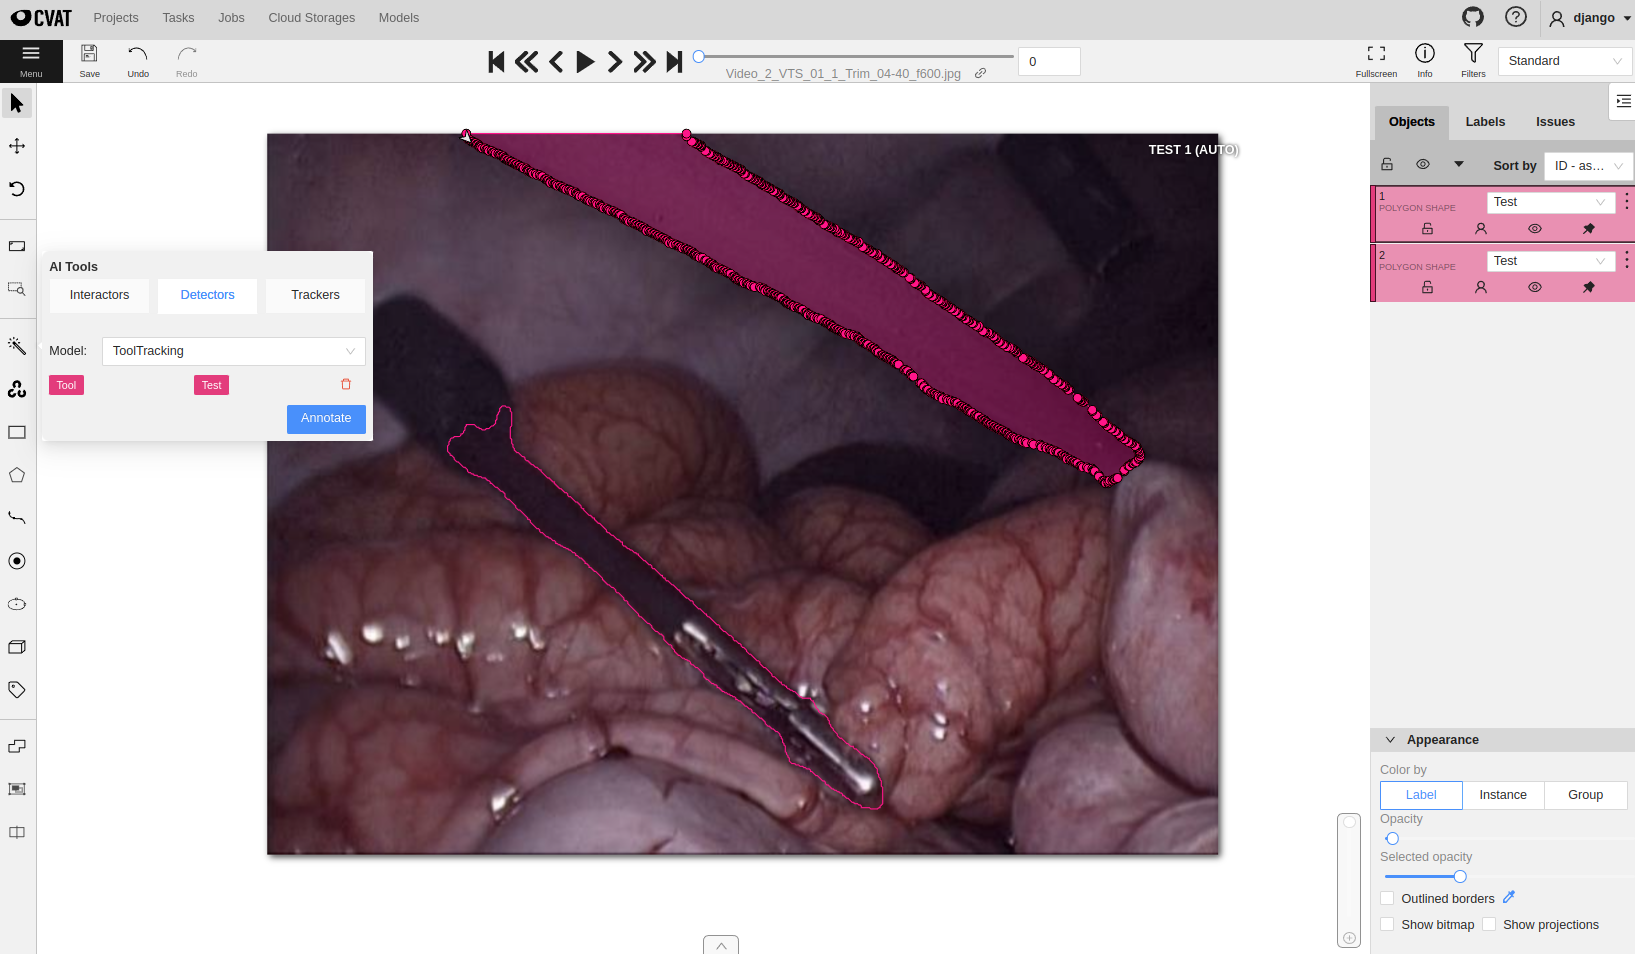 CVAT
Projects
Tasks
Jobs
Cloud Storages
Models
django
Menu
Save
Undo
Redo
Video_2_VTS_01_1_Trim_04-40_f600.jpg
0
Fullscreen
Info
Filters
Standard
TEST 1 (AUTO)
AI Tools
Interactors
Detectors
Trackers
Model:
ToolTracking
Tool
Test
Annotate
Objects
Labels
Issues
Sort by
ID - as...
1
POLYGON SHAPE
Test
2
POLYGON SHAPE
Test
Appearance
Color by
Label
Instance
Group
Opacity
Selected opacity
Outlined borders
Show bitmap
Show projections